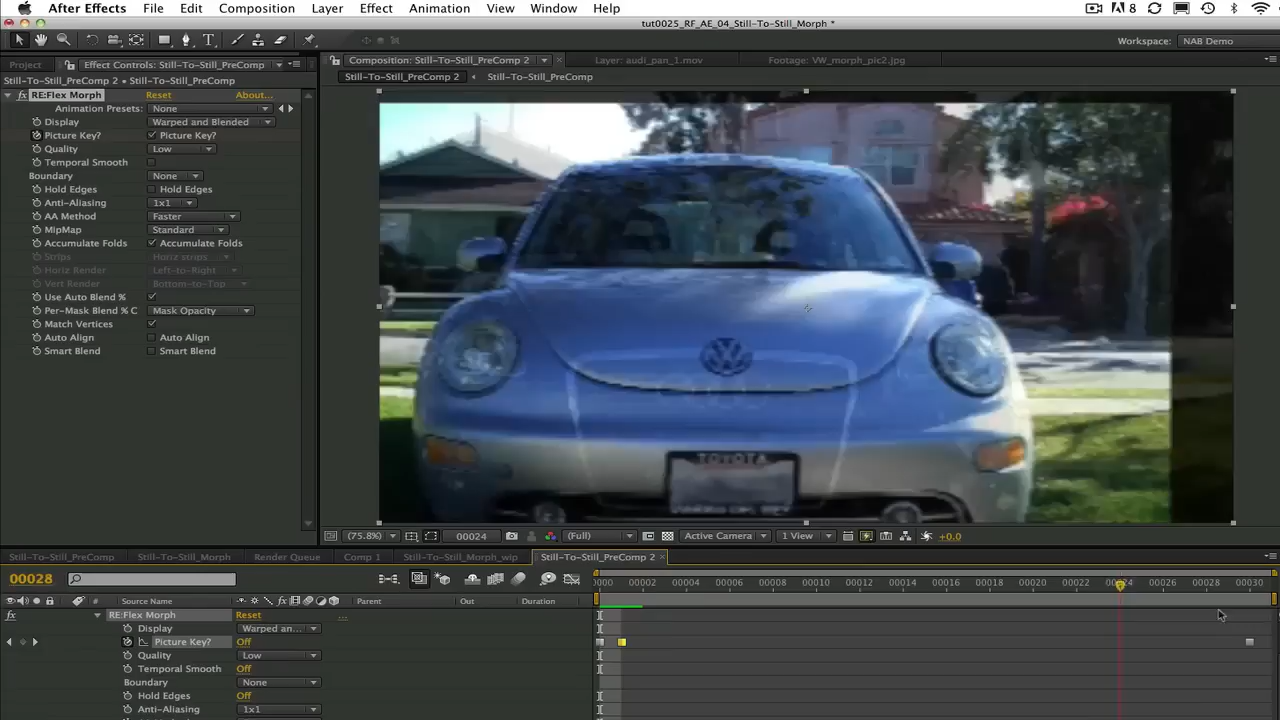 After Effects File Edit Composition Layer Effect Animation View Window Help 8
tut0025_RF_AE_04_Still-To-Still_Morph *
Workspace: NAB Demo
Project Effect Controls: Still-To-Still_PreComp Composition: Still-To-Still_PreComp 2 Layer: audi_pan_1.mov Footage: VW_morph_pic2.jpg
Still-To-Still_PreComp 2 • Still-To-Still_PreComp Still-To-Still_PreComp 2 Still-To-Still_PreComp
fx RE:Flex Morph Reset About...
Animation Presets: None
Display Warped and Blended
Picture Key? Picture Key?
Quality Low
Temporal Smooth
Boundary None
Hold Edges Hold Edges
Anti-Aliasing 1x1
AA Method Faster
MipMap Standard
Accumulate Folds Accumulate Folds
Strips Horiz strips
Horiz Render Left-to-Right
Vert Render Bottom-to-Top
Use Auto Blend %
Per-Mask Blend % C Mask Opacity
Match Vertices
Auto Align Auto Align
Smart Blend Smart Blend
TOYOTA
(75.8%) 00024 (Full) Active Camera 1 View +0.0
Still-To-Still_PreComp Still-To-Still_Morph Render Queue Comp 1 Still-To-Still_Morph_wip Still-To-Still_PreComp 2
00028 0000 00002 00004 00006 00008 00010 00012 00014 00016 00018 00020 00022 00024 00026 00028 00030
# Source Name Parent Out Duration
fx RE:Flex Morph Reset ...
Display Warped an...
Picture Key? Off
Quality Low
Temporal Smooth Off
Boundary None
Hold Edges Off
Anti-Aliasing 1x1